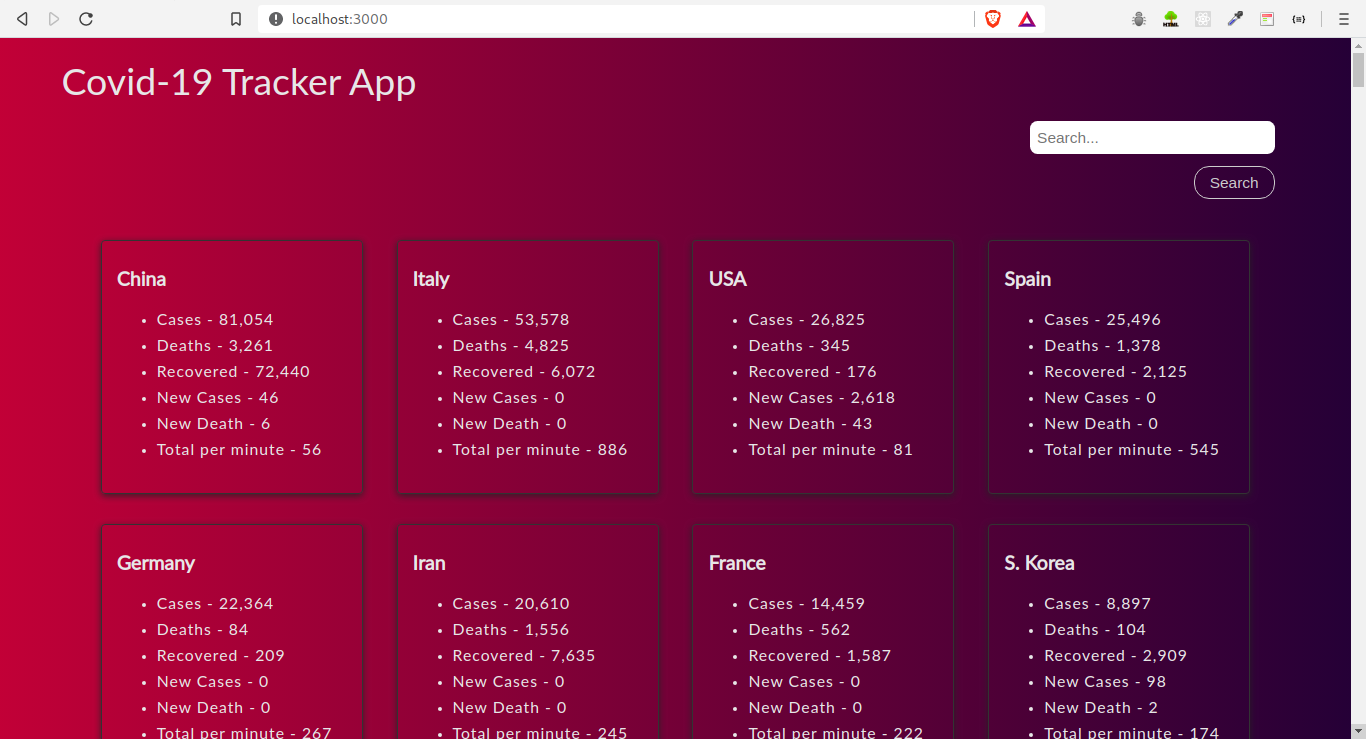 localhost:3000
HTML
Covid-19 Tracker App
Search...
Search
China
• Cases - 81,054
• Deaths - 3,261
• Recovered - 72,440
• New Cases - 46
• New Death - 6
• Total per minute - 56
Italy
• Cases - 53,578
• Deaths - 4,825
• Recovered - 6,072
• New Cases - 0
• New Death - 0
• Total per minute - 886
USA
• Cases - 26,825
• Deaths - 345
• Recovered - 176
• New Cases - 2,618
• New Death - 43
• Total per minute - 81
Spain
• Cases - 25,496
• Deaths - 1,378
• Recovered - 2,125
• New Cases - 0
• New Death - 0
• Total per minute - 545
Germany
• Cases - 22,364
• Deaths - 84
• Recovered - 209
• New Cases - 0
• New Death - 0
• Total per minute - 267
Iran
• Cases - 20,610
• Deaths - 1,556
• Recovered - 7,635
• New Cases - 0
• New Death - 0
• Total per minute - 245
France
• Cases - 14,459
• Deaths - 562
• Recovered - 1,587
• New Cases - 0
• New Death - 0
• Total per minute - 222
S. Korea
• Cases - 8,897
• Deaths - 104
• Recovered - 2,909
• New Cases - 98
• New Death - 2
• Total per minute - 174